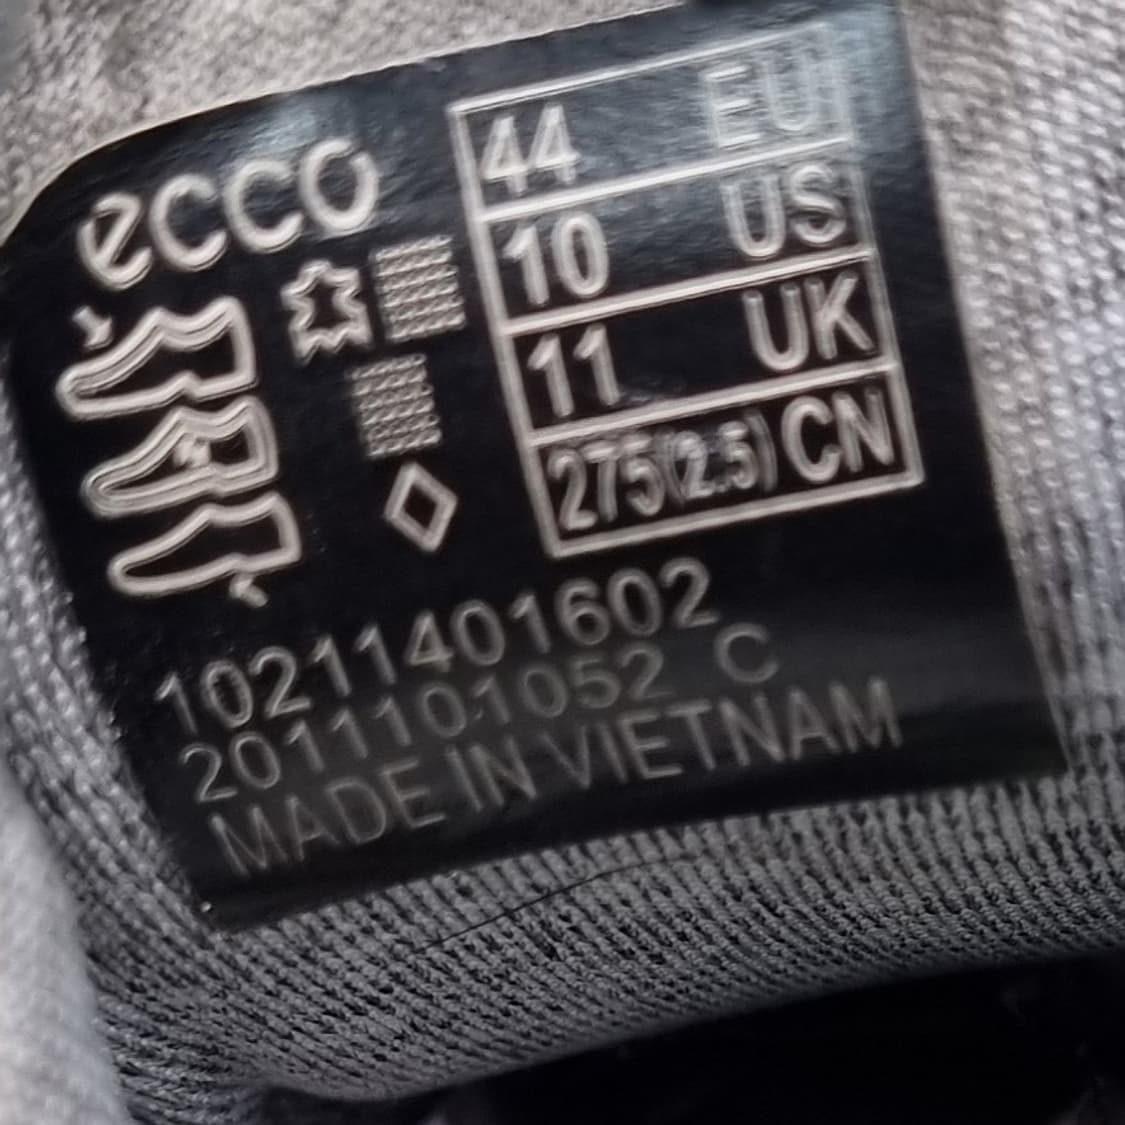 ecco
44 EU
10 US
11 UK
275(2.5) CN
10211401602
2011101052 C
MADE IN VIETNAM